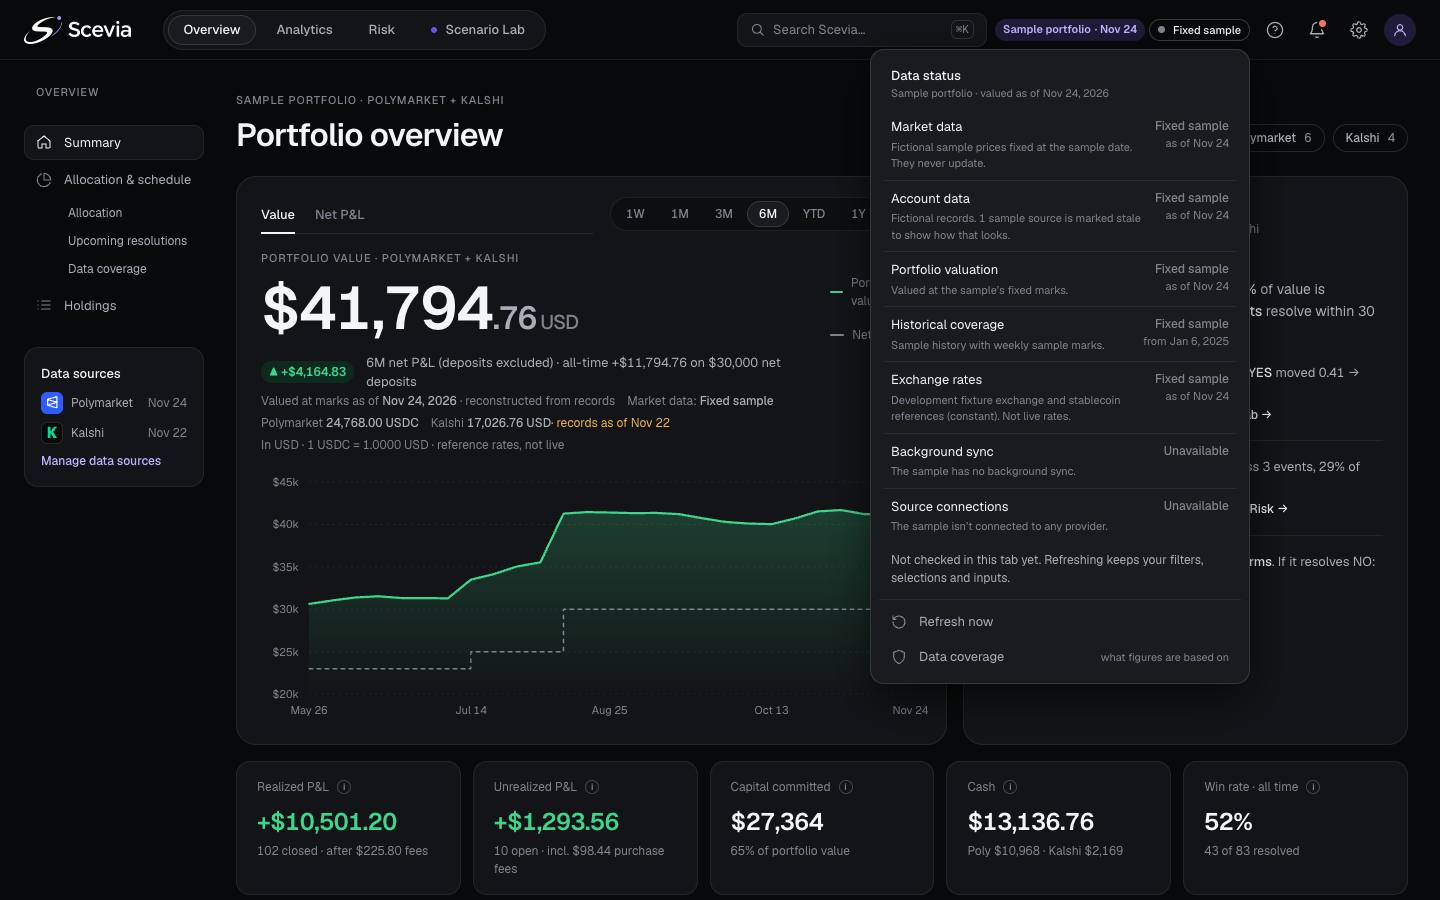 Scevia
Overview
Analytics
Risk
Scenario Lab
Search Scevia...
⌘K
Sample portfolio · Nov 24
Fixed sample
OVERVIEW
Summary
Allocation & schedule
Allocation
Upcoming resolutions
Data coverage
Holdings
Data sources
Polymarket Nov 24
Kalshi Nov 22
Manage data sources
SAMPLE PORTFOLIO · POLYMARKET + KALSHI
Portfolio overview
ymarket 6
Kalshi 4
Value
Net P&L
1W 1M 3M 6M YTD 1Y
PORTFOLIO VALUE · POLYMARKET + KALSHI
$41,794.76 USD
Por
valu
Net
▲ +$4,164.83
6M net P&L (deposits excluded) · all-time +$11,794.76 on $30,000 net
deposits
Valued at marks as of Nov 24, 2026 · reconstructed from records Market data: Fixed sample
Polymarket 24,768.00 USDC Kalshi 17,026.76 USD · records as of Nov 22
In USD · 1 USDC = 1.0000 USD · reference rates, not live
$45k
$40k
$35k
$30k
$25k
$20k
May 26 Jul 14 Aug 25 Oct 13 Nov 24
Data status
Sample portfolio · valued as of Nov 24, 2026
Market data Fixed sample
Fictional sample prices fixed at the sample date. as of Nov 24
They never update.
Account data Fixed sample
Fictional records. 1 sample source is marked stale as of Nov 24
to show how that looks.
Portfolio valuation Fixed sample
Valued at the sample's fixed marks. as of Nov 24
Historical coverage Fixed sample
Sample history with weekly sample marks. from Jan 6, 2025
Exchange rates Fixed sample
Development fixture exchange and stablecoin as of Nov 24
references (constant). Not live rates.
Background sync Unavailable
The sample has no background sync.
Source connections Unavailable
The sample isn't connected to any provider.
Not checked in this tab yet. Refreshing keeps your filters,
selections and inputs.
Refresh now
Data coverage what figures are based on
hi
% of value is
ts resolve within 30
YES moved 0.41 →
b →
ss 3 events, 29% of
Risk →
rms. If it resolves NO:
Realized P&L
+$10,501.20
102 closed · after $225.80 fees
Unrealized P&L
+$1,293.56
10 open · incl. $98.44 purchase
fees
Capital committed
$27,364
65% of portfolio value
Cash
$13,136.76
Poly $10,968 · Kalshi $2,169
Win rate · all time
52%
43 of 83 resolved